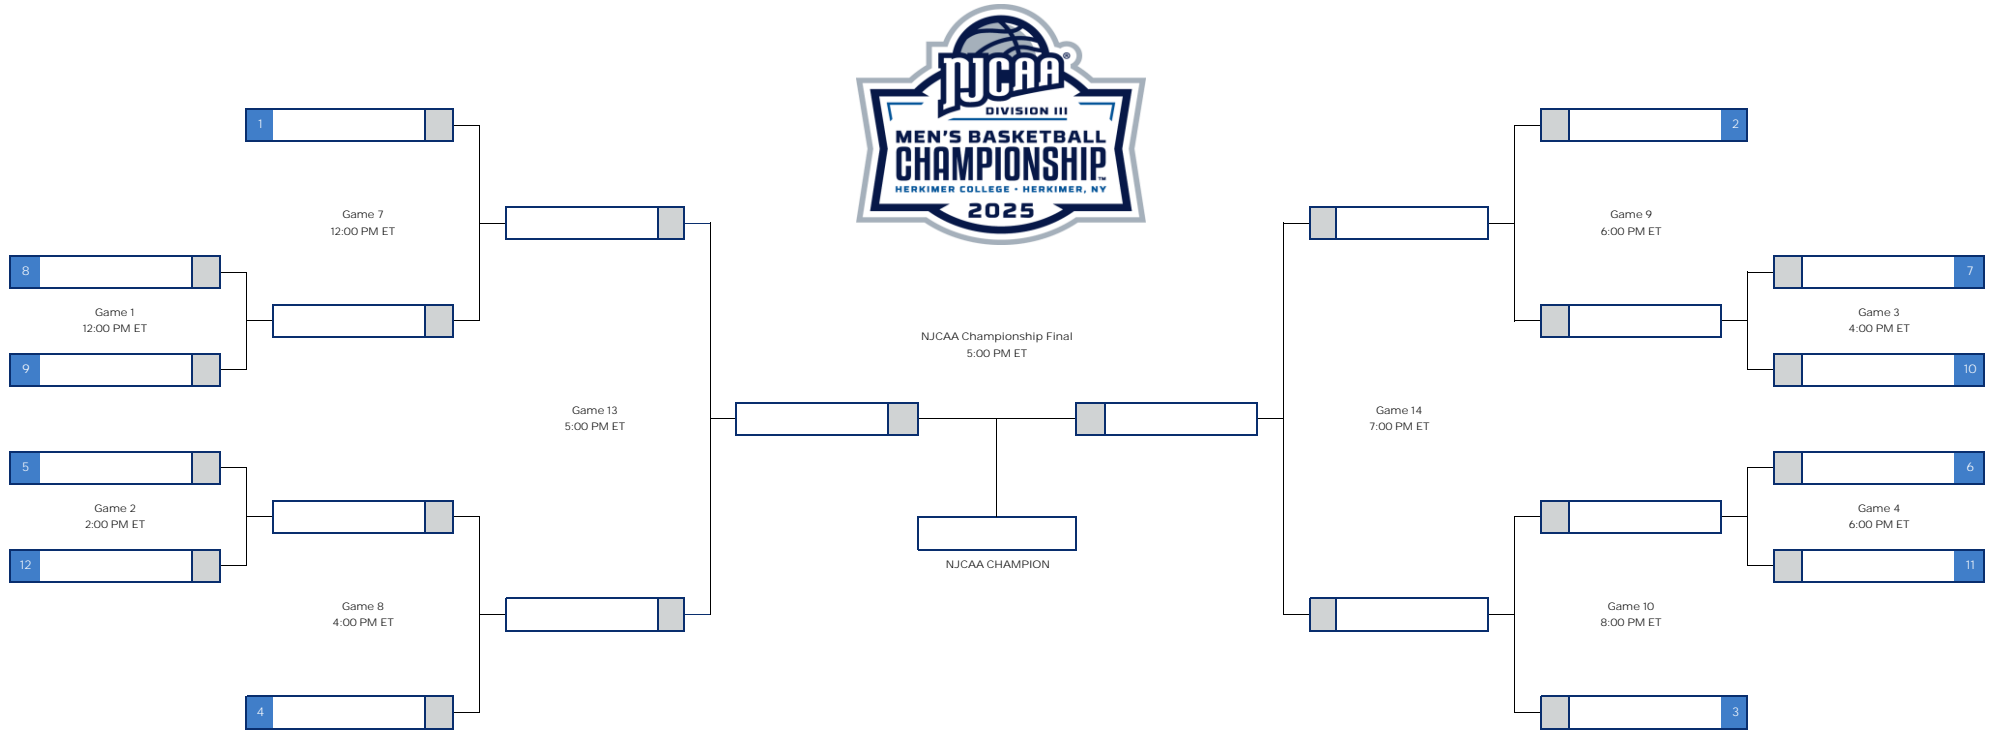 NJCAA®
DIVISION III
MEN'S BASKETBALL
CHAMPIONSHIP™
HERKIMER COLLEGE • HERKIMER, NY
2025
1
Game 7
12:00 PM ET
8
Game 1
12:00 PM ET
9
5
Game 2
2:00 PM ET
12
Game 8
4:00 PM ET
4
Game 13
5:00 PM ET
NJCAA Championship Final
5:00 PM ET
NJCAA CHAMPION
Game 14
7:00 PM ET
2
Game 9
6:00 PM ET
7
Game 3
4:00 PM ET
10
6
Game 4
6:00 PM ET
11
Game 10
8:00 PM ET
3